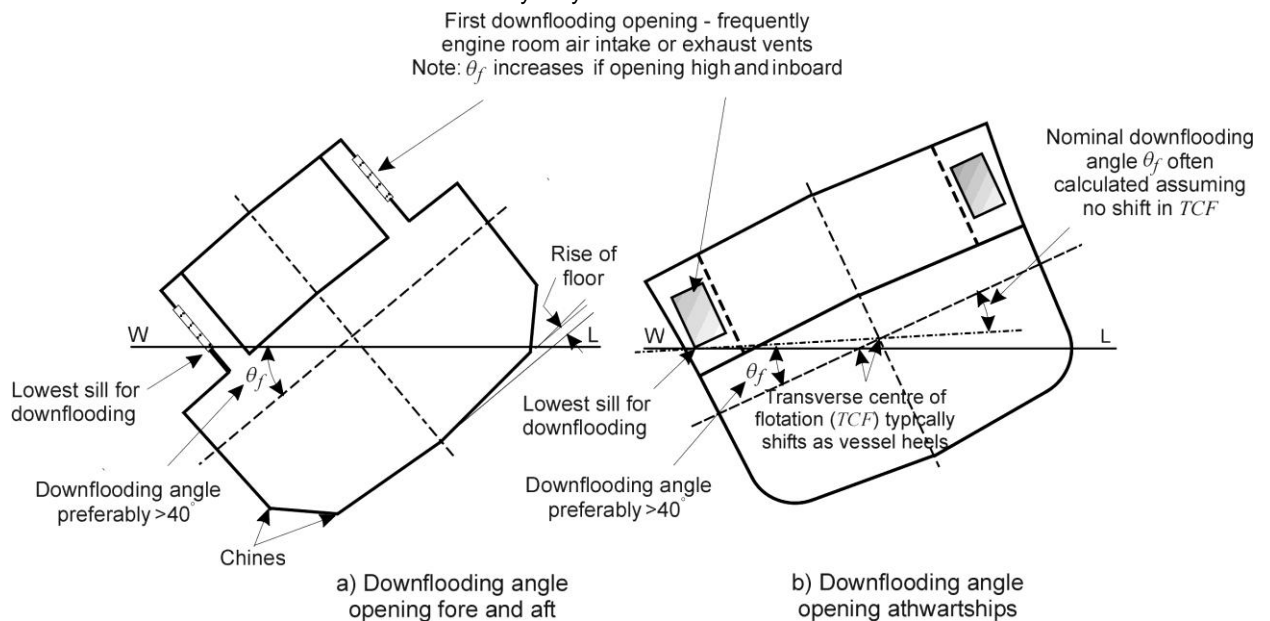 First downflooding opening - frequently
engine room air intake or exhaust vents
Note: θf increases if opening high and inboard
Nominal downflooding
angle θf often
calculated assuming
no shift in TCF
Rise of
floor
W
L
θf
Lowest sill for
downflooding
Downflooding angle
preferably >40°
Chines
W
L
θf
Lowest sill for
downflooding
Transverse centre of
flotation (TCF) typically
shifts as vessel heels
Downflooding angle
preferably >40°
a) Downflooding angle
opening fore and aft
b) Downflooding angle
opening athwartships